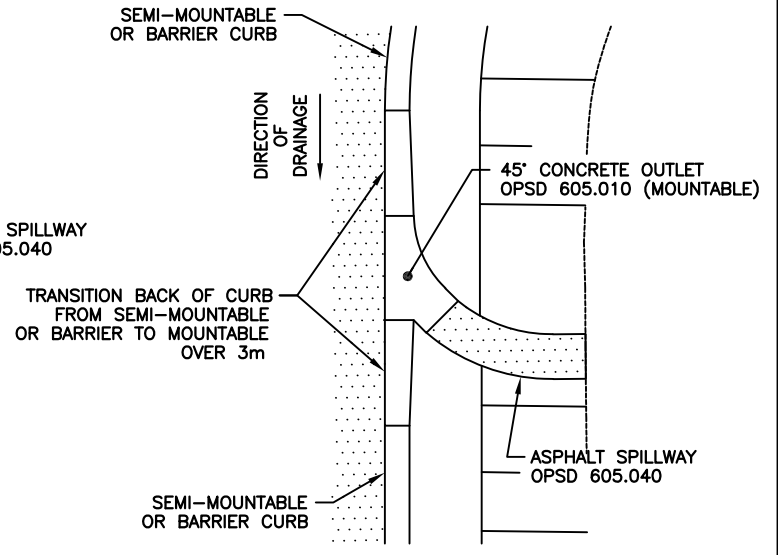 SEMI-MOUNTABLE
OR BARRIER CURB
DIRECTION
OF
DRAINAGE
45° CONCRETE OUTLET
OPSD 605.010 (MOUNTABLE)
SPILLWAY
05.040
TRANSITION BACK OF CURB
FROM SEMI-MOUNTABLE
OR BARRIER TO MOUNTABLE
OVER 3m
ASPHALT SPILLWAY
OPSD 605.040
SEMI-MOUNTABLE
OR BARRIER CURB